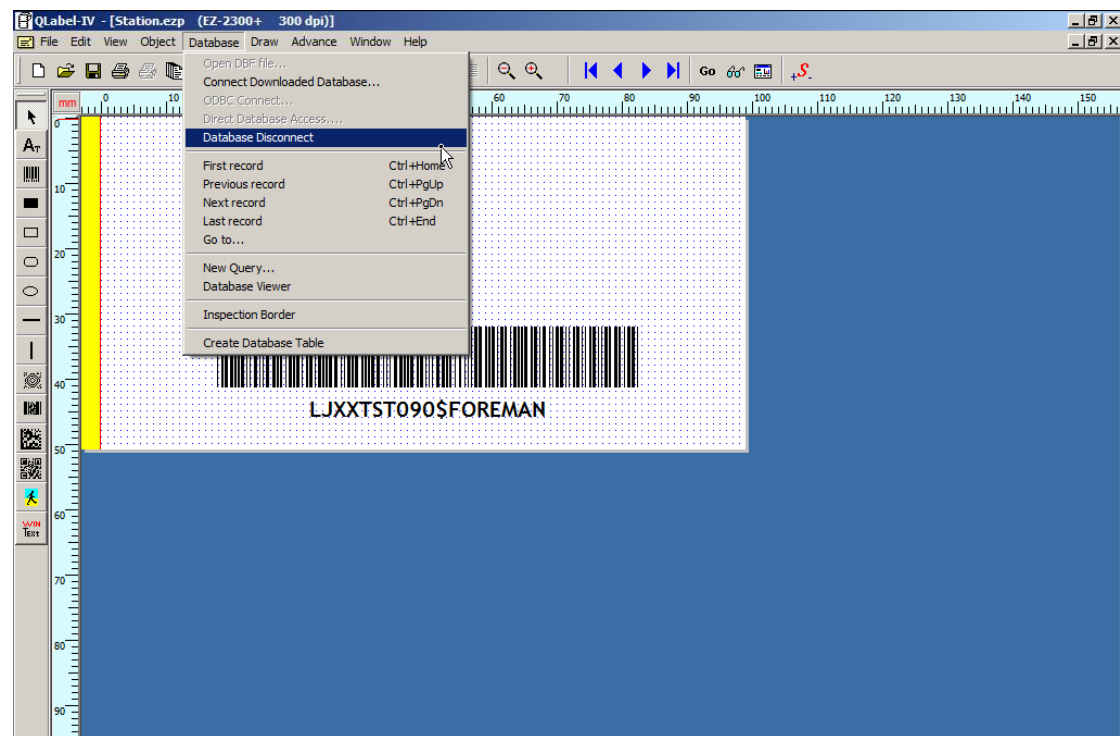 QLabel-IV - [Station.ezp (EZ-2300+ 300 dpi)]
File Edit View Object Database Draw Advance Window Help
Go S
mm 0 10 60 70 80 90 100 110 120 130 140 150
Open DBF file...
Connect Downloaded Database...
ODBC Connect...
Direct Database Access....
Database Disconnect
First record Ctrl+Home
Previous record Ctrl+PgUp
Next record Ctrl+PgDn
Last record Ctrl+End
Go to...
New Query...
Database Viewer
Inspection Border
Create Database Table
LJXXTST090$FOREMAN
AT
WIN
TEXT
0
10
20
30
40
50
60
70
80
90